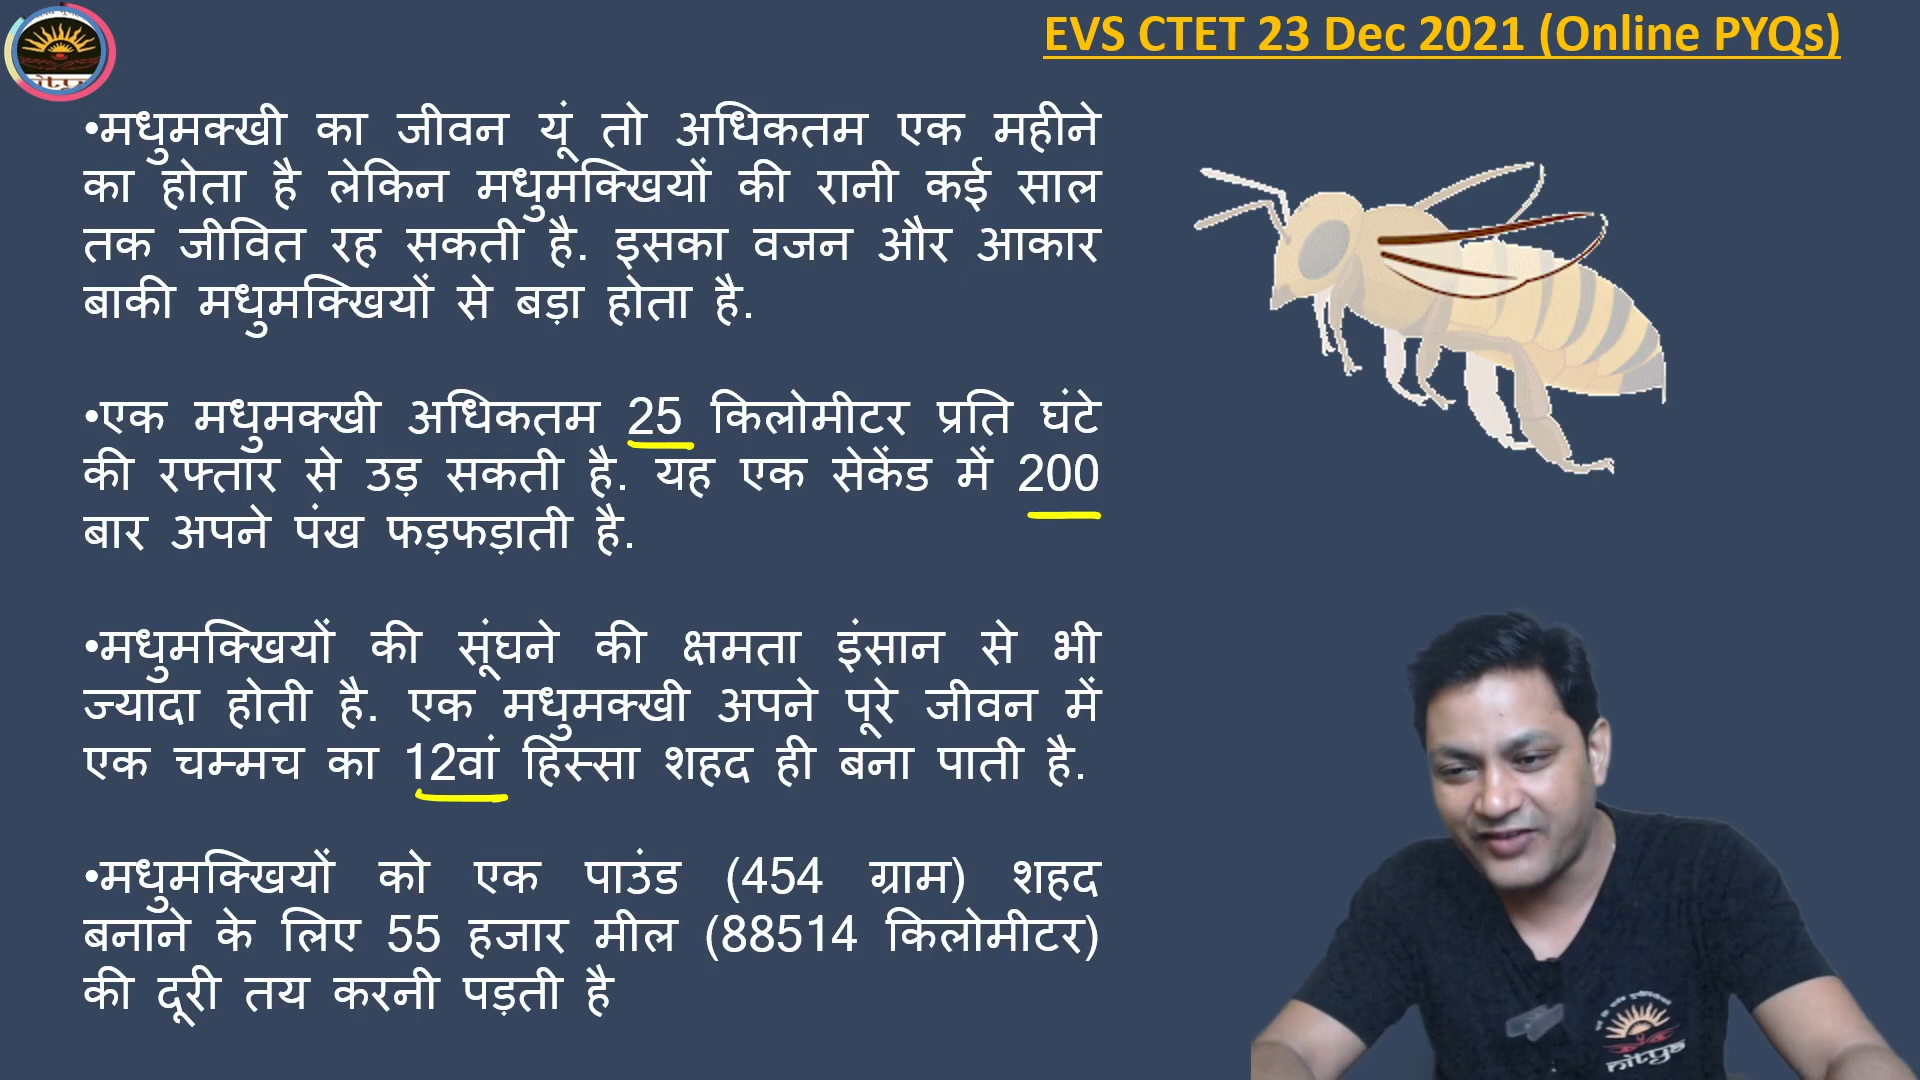 EVS CTET 23 Dec 2021 (Online PYQs)
•मधुमक्खी का जीवन यूं तो अधिकतम एक महीने
का होता है लेकिन मधुमक्खियों की रानी कई साल
तक जीवित रह सकती है. इसका वजन और आकार
बाकी मधुमक्खियों से बड़ा होता है.
•एक मधुमक्खी अधिकतम 25 किलोमीटर प्रति घंटे
की रफ्तार से उड़ सकती है. यह एक सेकेंड में 200
बार अपने पंख फड़फड़ाती है.
•मधुमक्खियों की सूंघने की क्षमता इंसान से भी
ज्यादा होती है. एक मधुमक्खी अपने पूरे जीवन में
एक चम्मच का 12वां हिस्सा शहद ही बना पाती है.
•मधुमक्खियों को एक पाउंड (454 ग्राम) शहद
बनाने के लिए 55 हजार मील (88514 किलोमीटर)
की दूरी तय करनी पड़ती है
nitya